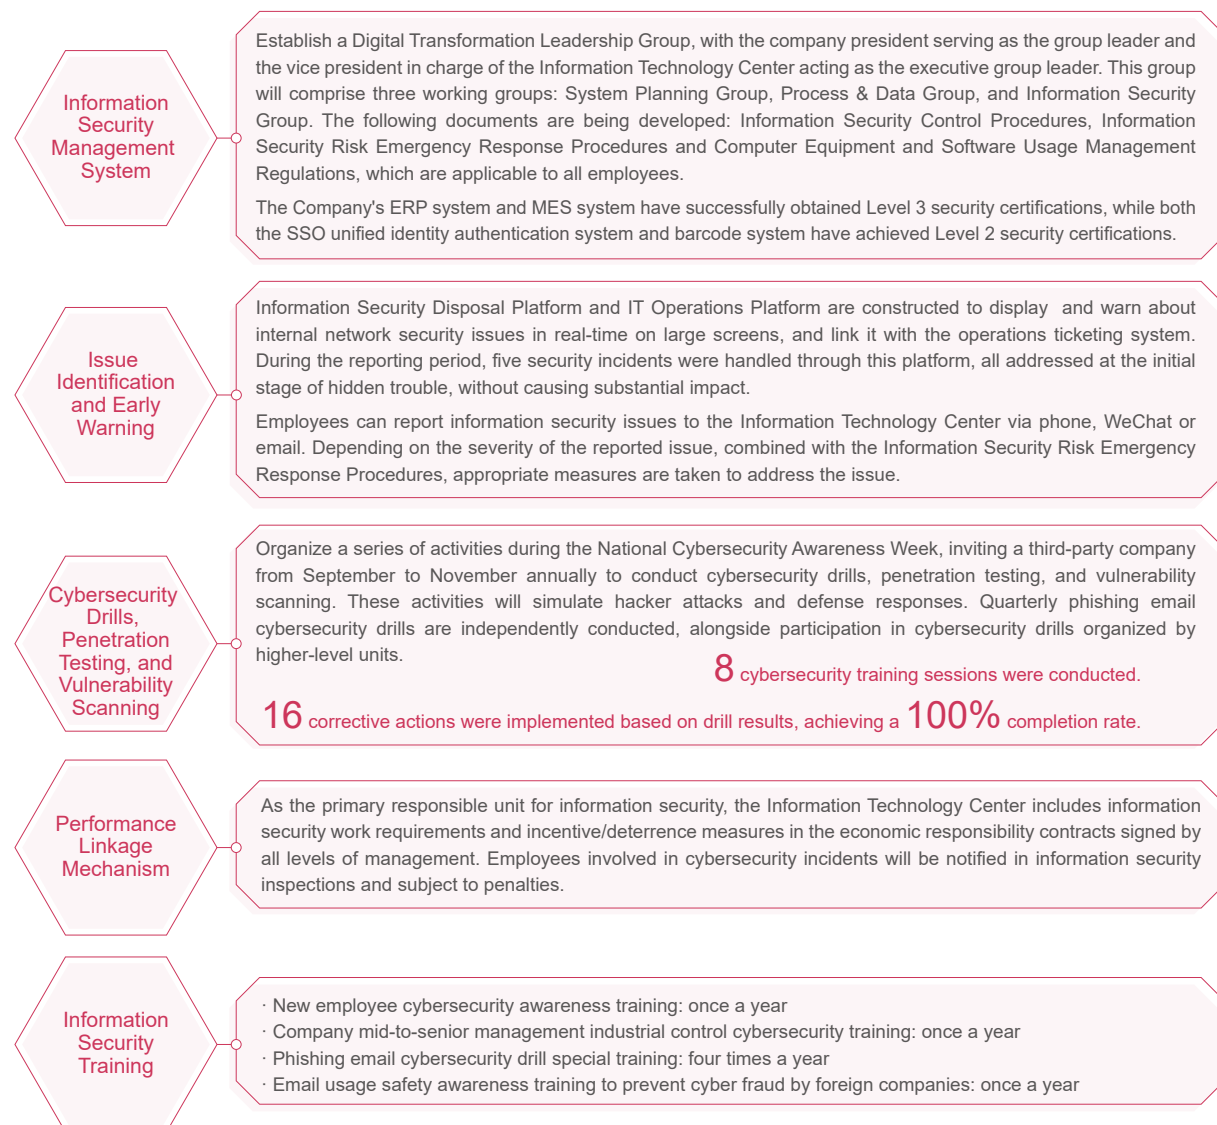 Information
Security
Management
System
Establish a Digital Transformation Leadership Group, with the company president serving as the group leader and
the vice president in charge of the Information Technology Center acting as the executive group leader. This group
will comprise three working groups: System Planning Group, Process & Data Group, and Information Security
Group. The following documents are being developed: Information Security Control Procedures, Information
Security Risk Emergency Response Procedures and Computer Equipment and Software Usage Management
Regulations, which are applicable to all employees.
The Company's ERP system and MES system have successfully obtained Level 3 security certifications, while both
the SSO unified identity authentication system and barcode system have achieved Level 2 security certifications.
Issue
Identification
and Early
Warning
Information Security Disposal Platform and IT Operations Platform are constructed to display and warn about
internal network security issues in real-time on large screens, and link it with the operations ticketing system.
During the reporting period, five security incidents were handled through this platform, all addressed at the initial
stage of hidden trouble, without causing substantial impact.
Employees can report information security issues to the Information Technology Center via phone, WeChat or
email. Depending on the severity of the reported issue, combined with the Information Security Risk Emergency
Response Procedures, appropriate measures are taken to address the issue.
Cybersecurity
Drills,
Penetration
Testing, and
Vulnerability
Scanning
Organize a series of activities during the National Cybersecurity Awareness Week, inviting a third-party company
from September to November annually to conduct cybersecurity drills, penetration testing, and vulnerability
scanning. These activities will simulate hacker attacks and defense responses. Quarterly phishing email
cybersecurity drills are independently conducted, alongside participation in cybersecurity drills organized by
higher-level units.
8 cybersecurity training sessions were conducted.
16 corrective actions were implemented based on drill results, achieving a 100% completion rate.
Performance
Linkage
Mechanism
As the primary responsible unit for information security, the Information Technology Center includes information
security work requirements and incentive/deterrence measures in the economic responsibility contracts signed by
all levels of management. Employees involved in cybersecurity incidents will be notified in information security
inspections and subject to penalties.
Information
Security
Training
· New employee cybersecurity awareness training: once a year
· Company mid-to-senior management industrial control cybersecurity training: once a year
· Phishing email cybersecurity drill special training: four times a year
· Email usage safety awareness training to prevent cyber fraud by foreign companies: once a year